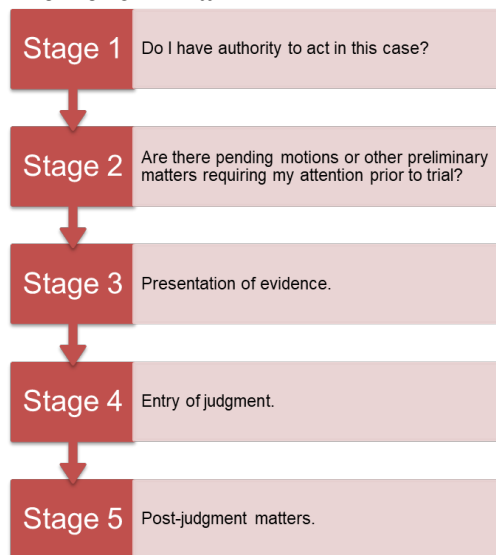 Stage 1
Do I have authority to act in this case?
Stage 2
Are there pending motions or other preliminary
matters requiring my attention prior to trial?
Stage 3
Presentation of evidence.
Stage 4
Entry of judgment.
Stage 5
Post-judgment matters.